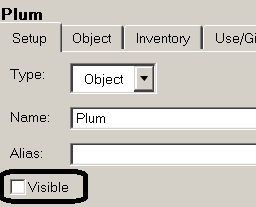 Plum
Setup Object Inventory Use/Gi
Type: Object
Name: Plum
Alias:
Visible